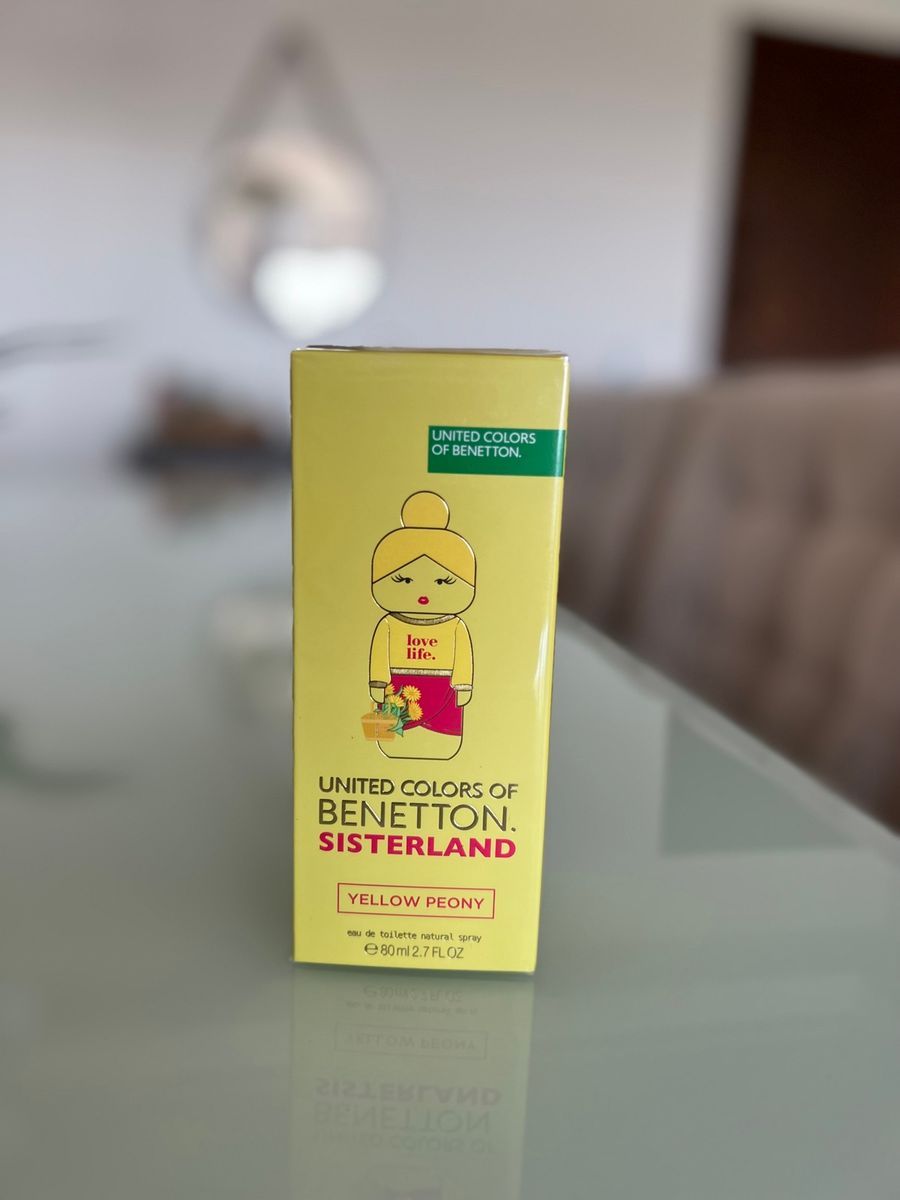 UNITED COLORS
OF BENETTON.
love
life.
UNITED COLORS OF
BENETTON.
SISTERLAND
YELLOW PEONY
eau de toilette natural spray
℮ 80 ml 2.7 FL OZ